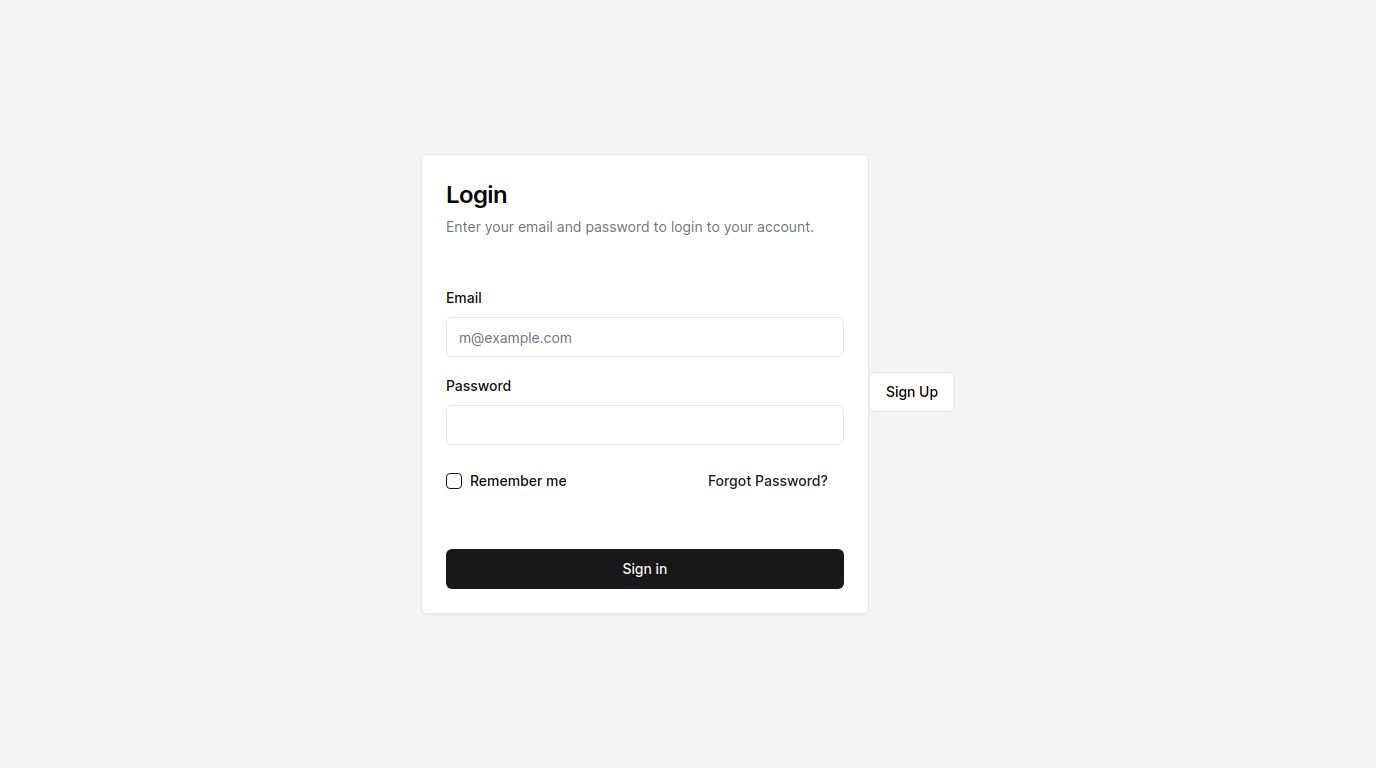 Login
Enter your email and password to login to your account.
Email
m@example.com
Password
Sign Up
Remember me
Forgot Password?
Sign in